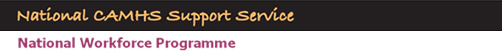 National CAMHS Support Service
National Workforce Programme